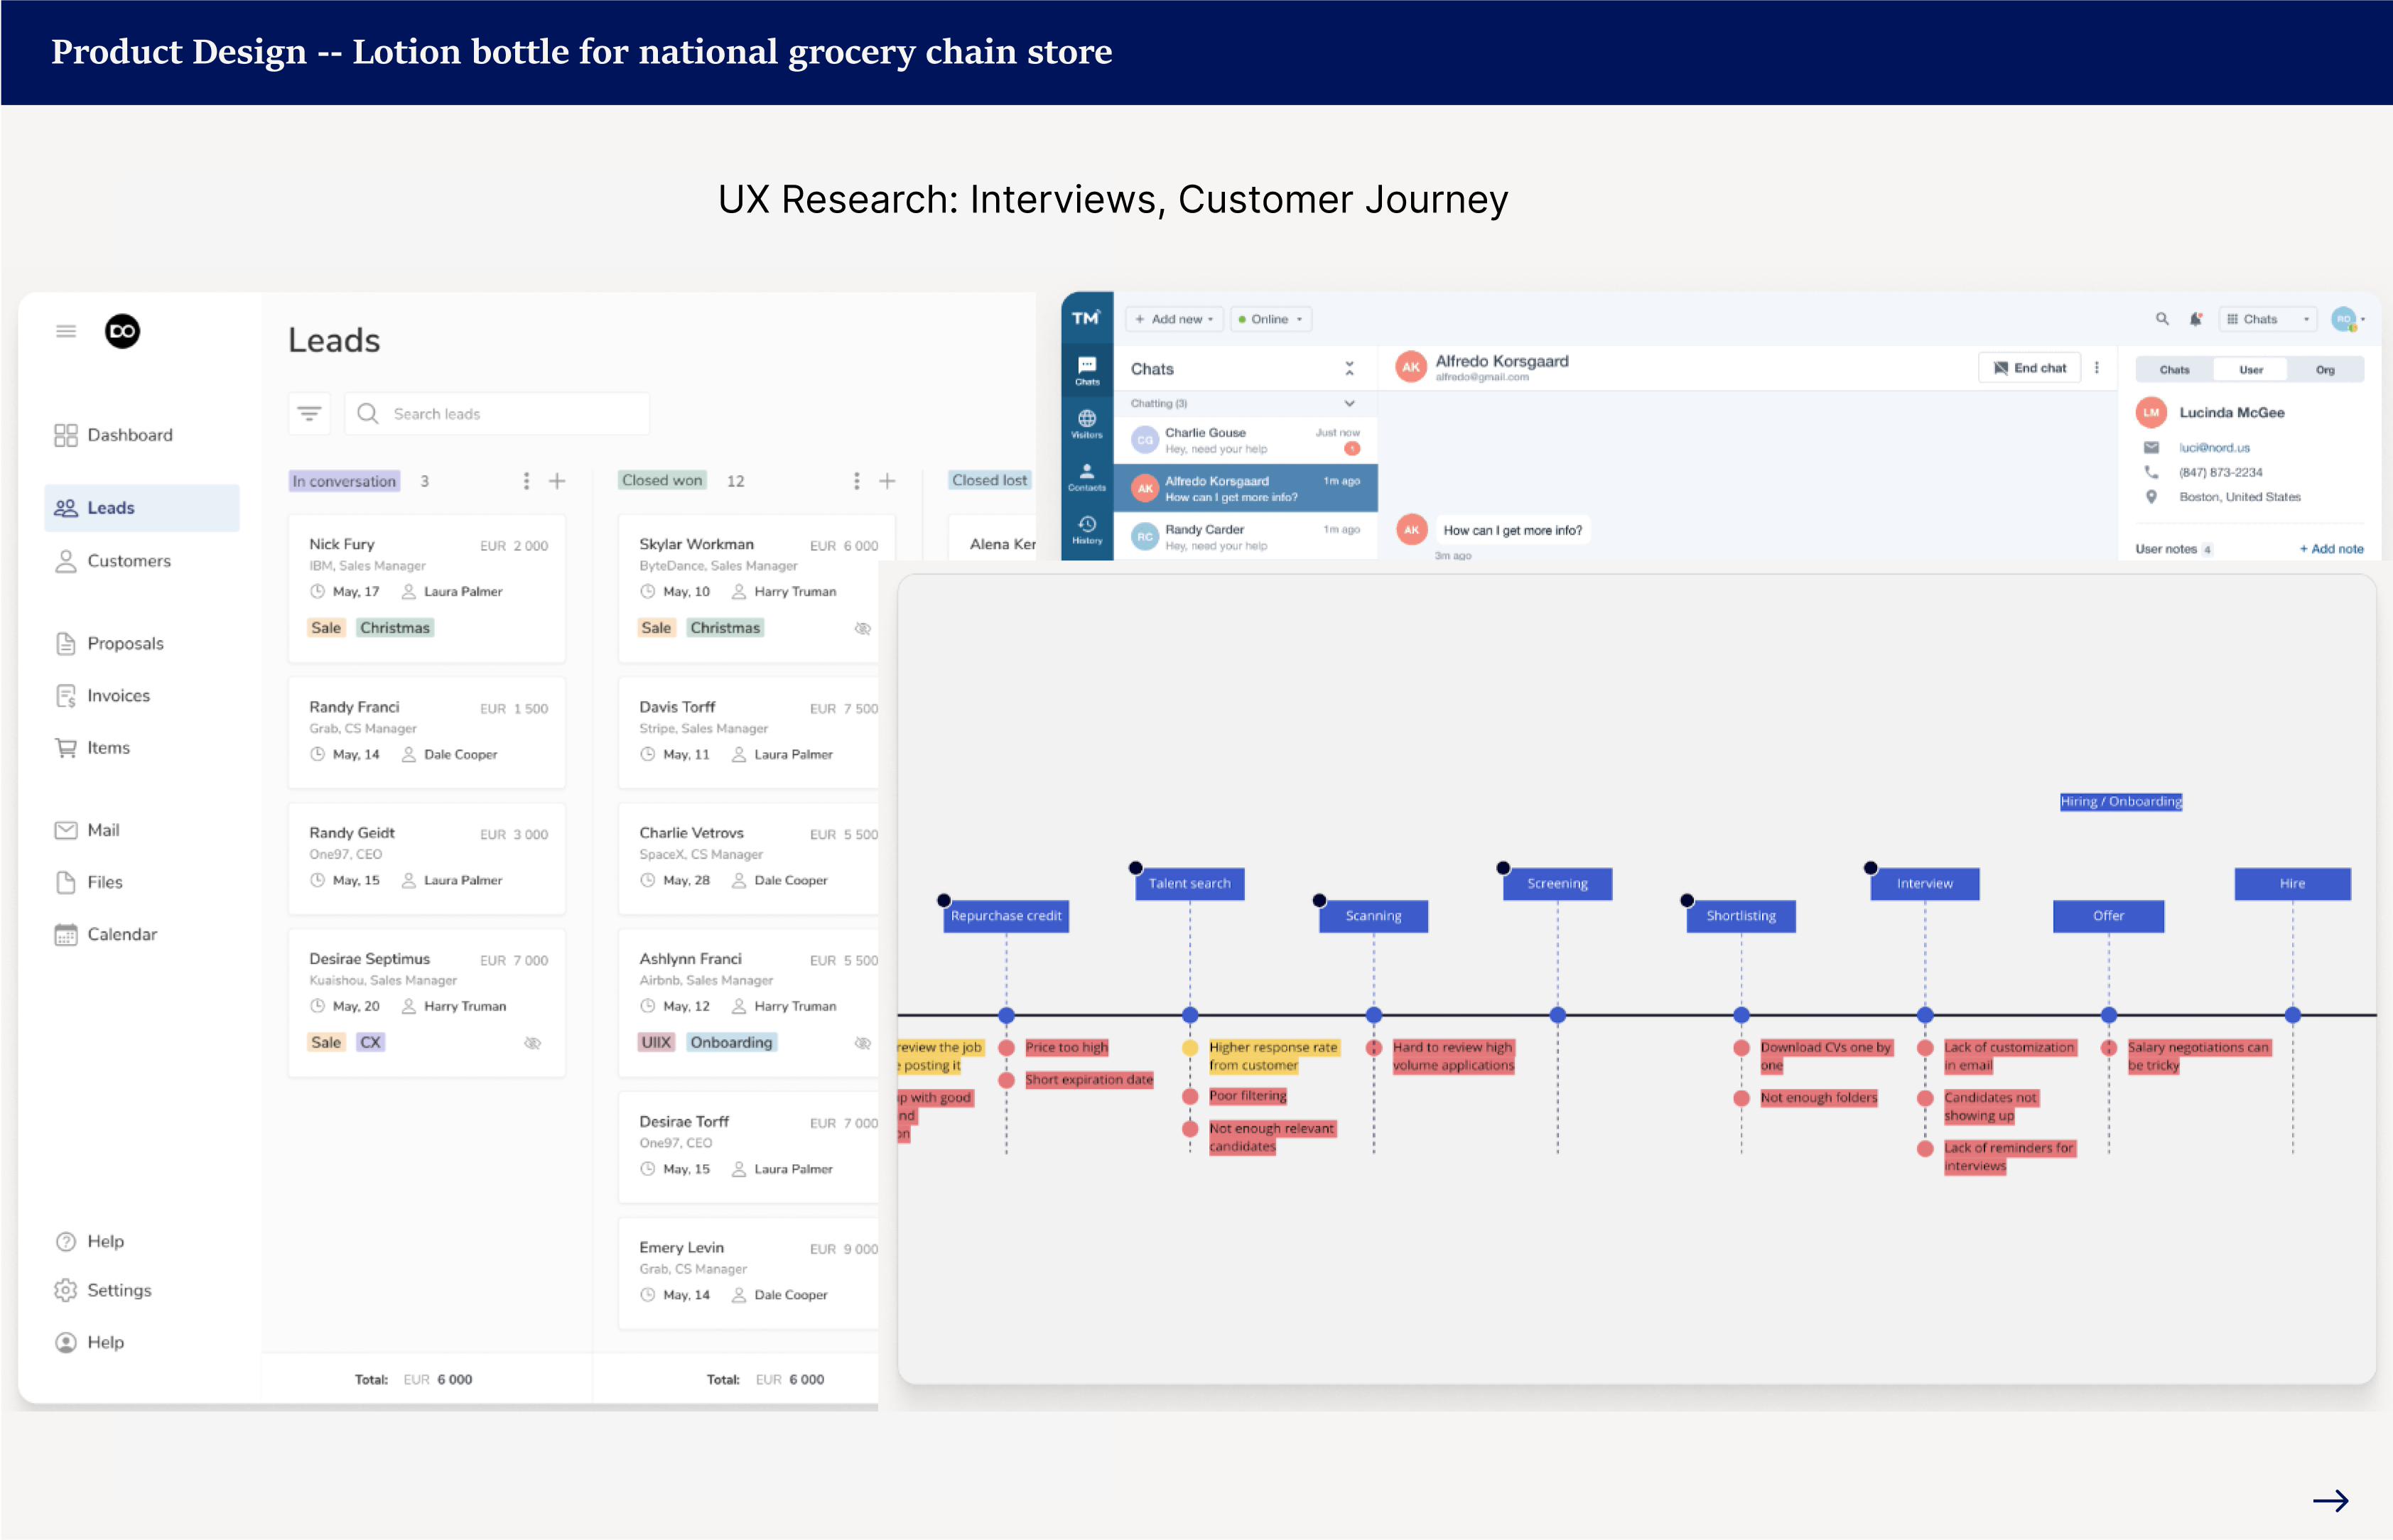 Product Design -- Lotion bottle for national grocery chain store
UX Research: Interviews, Customer Journey
DO
Leads
Search leads
Dashboard
Leads
Customers
Proposals
Invoices
Items
Mail
Files
Calendar
Help
Settings
Help
In conversation 3
Nick Fury EUR 2 000
IBM, Sales Manager
May, 17 Laura Palmer
Sale Christmas
Randy Franci EUR 1 500
Grab, CS Manager
May, 14 Dale Cooper
Randy Geidt EUR 3 000
One97, CEO
May, 15 Laura Palmer
Desirae Septimus EUR 7 000
Kuaishou, Sales Manager
May, 20 Harry Truman
Sale CX
Total: EUR 6 000
Closed won 12
Skylar Workman EUR 6 000
ByteDance, Sales Manager
May, 10 Harry Truman
Sale Christmas
Davis Torff EUR 7 500
Stripe, Sales Manager
May, 11 Laura Palmer
Charlie Vetrovs EUR 5 500
SpaceX, CS Manager
May, 28 Dale Cooper
Ashlynn Franci EUR 5 500
Airbnb, Sales Manager
May, 12 Harry Truman
UIIX Onboarding
Desirae Torff EUR 7 000
One97, CEO
May, 15 Laura Palmer
Emery Levin EUR 9 000
Grab, CS Manager
May, 14 Dale Cooper
Total: EUR 6 000
Closed lost
Alena Ker
TM
Chats
Visitors
Contacts
History
+ Add new
Online
Chats
RO
Chats
Chatting (3)
CG
Charlie Gouse Just now
Hey, need your help 1
AK
Alfredo Korsgaard 1m ago
How can I get more info?
RC
Randy Carder 1m ago
Hey, need your help
AK
Alfredo Korsgaard
alfredo@gmail.com
End chat
AK
How can I get more info?
3m ago
Chats User Org
LM
Lucinda McGee
luci@nord.us
(847) 873-2234
Boston, United States
User notes 4 + Add note
Hiring / Onboarding
Repurchase credit
Talent search
Scanning
Screening
Shortlisting
Interview
Offer
Hire
review the job
e posting it
up with good
nd
on
Price too high
Short expiration date
Higher response rate
from customer
Poor filtering
Not enough relevant
candidates
Hard to review high
volume applications
Download CVs one by
one
Not enough folders
Lack of customization
in email
Candidates not
showing up
Lack of reminders for
interviews
Salary negotiations can
be tricky